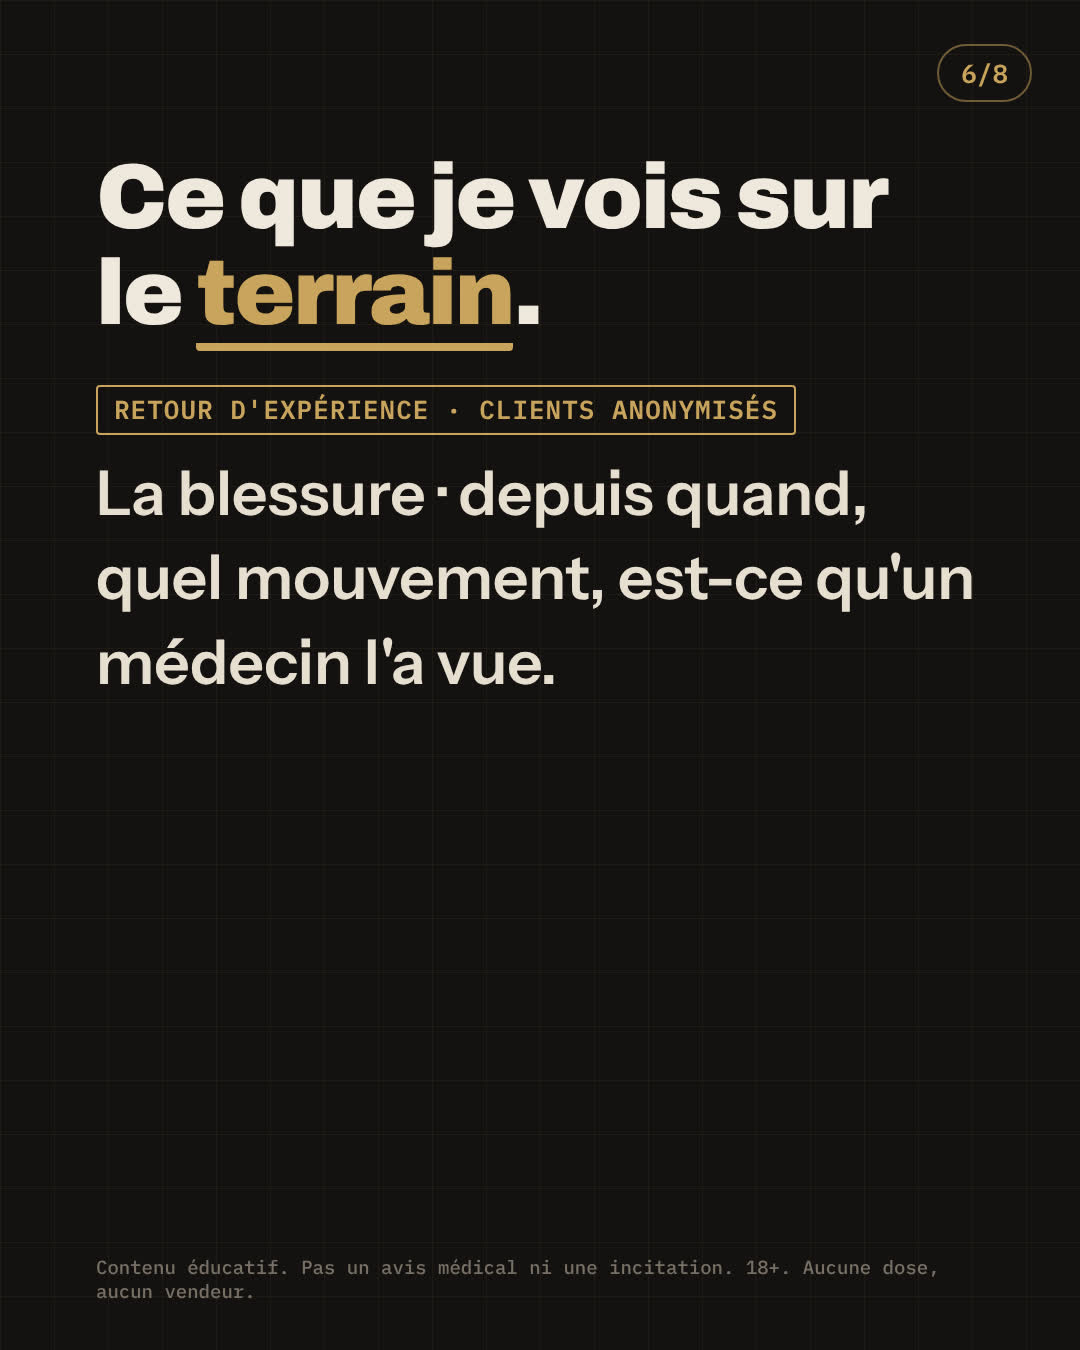 6/8
Ce que je vois sur
le terrain.
RETOUR D'EXPÉRIENCE · CLIENTS ANONYMISÉS
La blessure · depuis quand,
quel mouvement, est-ce qu'un
médecin l'a vue.
Contenu éducatif. Pas un avis médical ni une incitation. 18+. Aucune dose,
aucun vendeur.